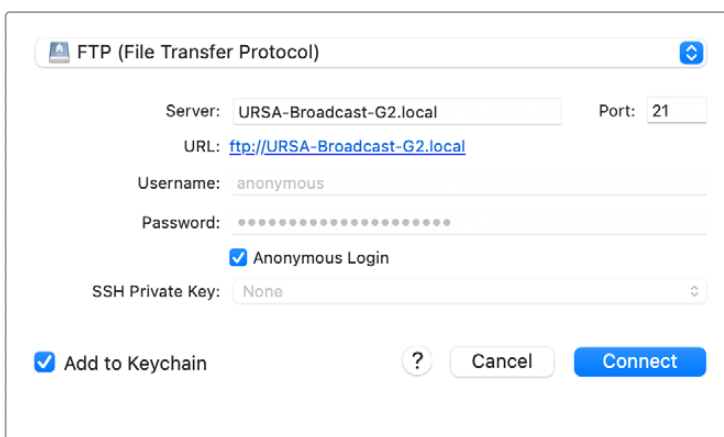 FTP (File Transfer Protocol)
Server: URSA-Broadcast-G2.local Port: 21
URL: ftp://URSA-Broadcast-G2.local
Username: anonymous
Password: •••••••••••••••••••••
Anonymous Login
SSH Private Key: None
Add to Keychain ? Cancel Connect